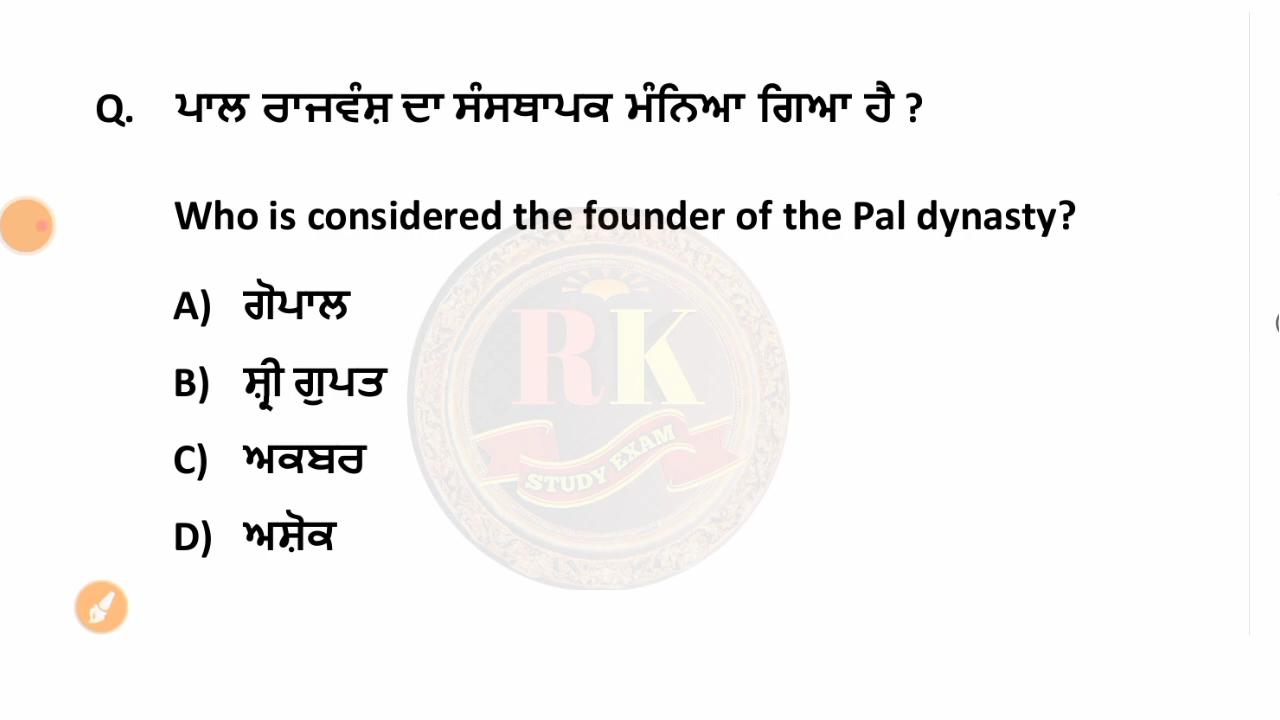 Q. ਪਾਲ ਰਾਜਵੰਸ਼ ਦਾ ਸੰਸਥਾਪਕ ਮੰਨਿਆ ਗਿਆ ਹੈ ?
Who is considered the founder of the Pal dynasty?
A) ਗੋਪਾਲ
B) ਸ਼੍ਰੀ ਗੁਪਤ
C) ਅਕਬਰ
D) ਅਸ਼ੋਕ
RK
STUDY EXAM